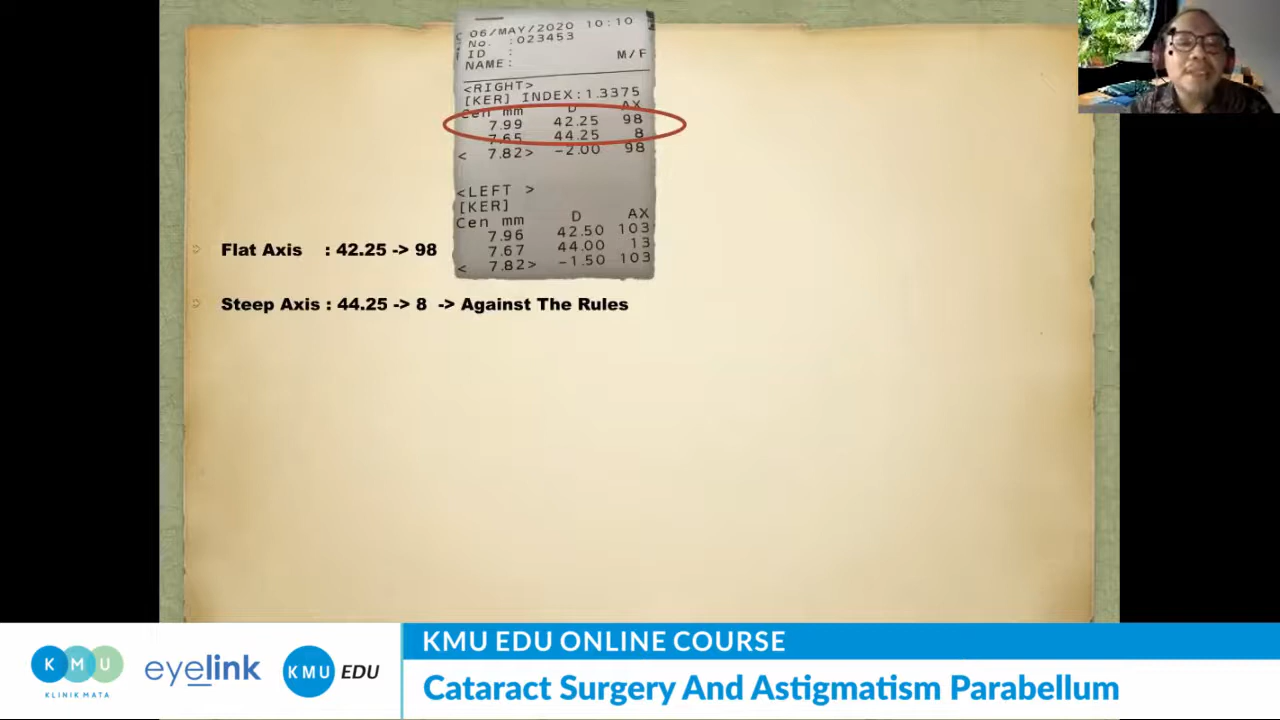 06/MAY/2020 10:10
No. :023453
ID :
NAME: M/F
<RIGHT>
[KER] INDEX:1.3375
Cen mm D AX
7.99 42.25 98
7.65 44.25 8
< 7.82> -2.00 98
<LEFT >
[KER]
Cen mm D AX
7.96 42.50 103
7.67 44.00 13
< 7.82> -1.50 103
Flat Axis : 42.25 -> 98
Steep Axis : 44.25 -> 8 -> Against The Rules
KMU
KLINIK MATA
eyelink
KMU EDU
KMU EDU ONLINE COURSE
Cataract Surgery And Astigmatism Parabellum